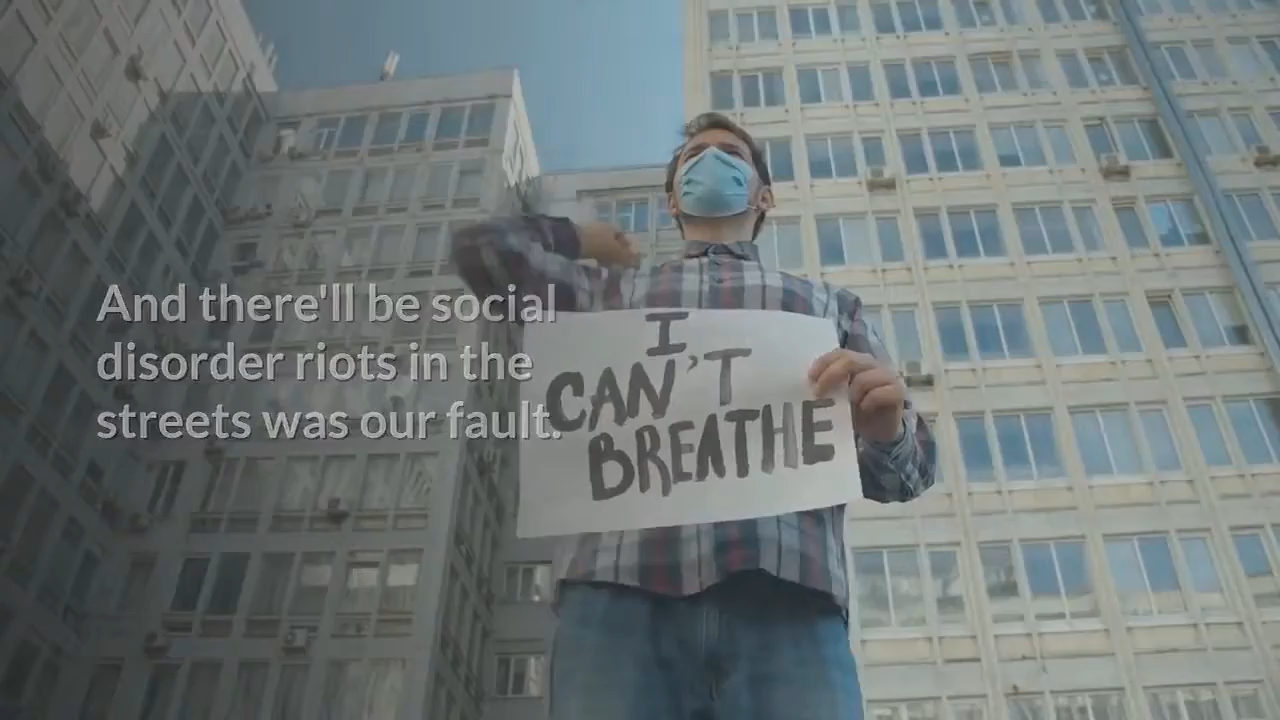 And there'll be social
disorder riots in the
streets was our fault.
I
CAN'T
BREATHE